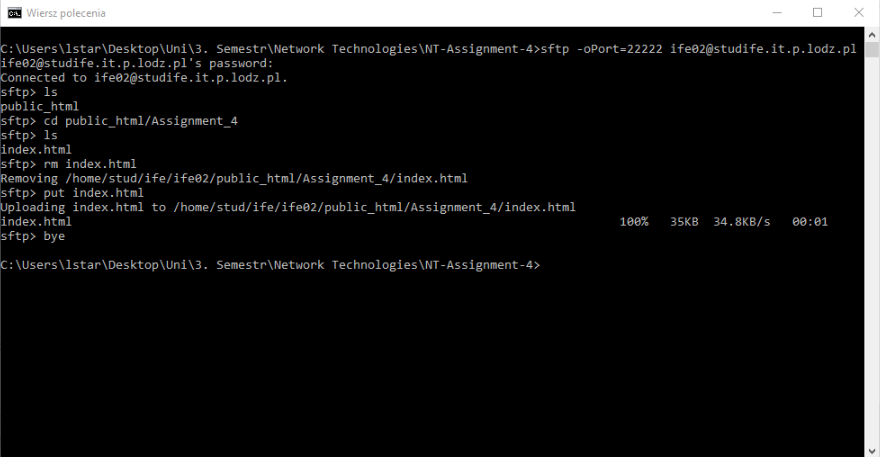 Wiersz polecenia
C:\Users\lstar\Desktop\Uni\3. Semestr\Network Technologies\NT-Assignment-4>sftp -oPort=22222 ife02@studife.it.p.lodz.pl
ife02@studife.it.p.lodz.pl's password:
Connected to ife02@studife.it.p.lodz.pl.
sftp> ls
public_html
sftp> cd public_html/Assignment_4
sftp> ls
index.html
sftp> rm index.html
Removing /home/stud/ife/ife02/public_html/Assignment_4/index.html
sftp> put index.html
Uploading index.html to /home/stud/ife/ife02/public_html/Assignment_4/index.html
index.html 100% 35KB 34.8KB/s 00:01
sftp> bye
C:\Users\lstar\Desktop\Uni\3. Semestr\Network Technologies\NT-Assignment-4>